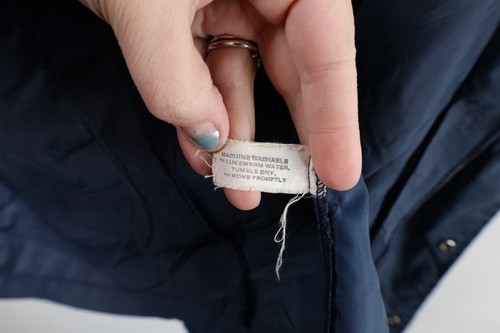 MACHINE WASHABLE
IN LUKEWARM WATER,
TUMBLE DRY,
REMOVE PROMPTLY